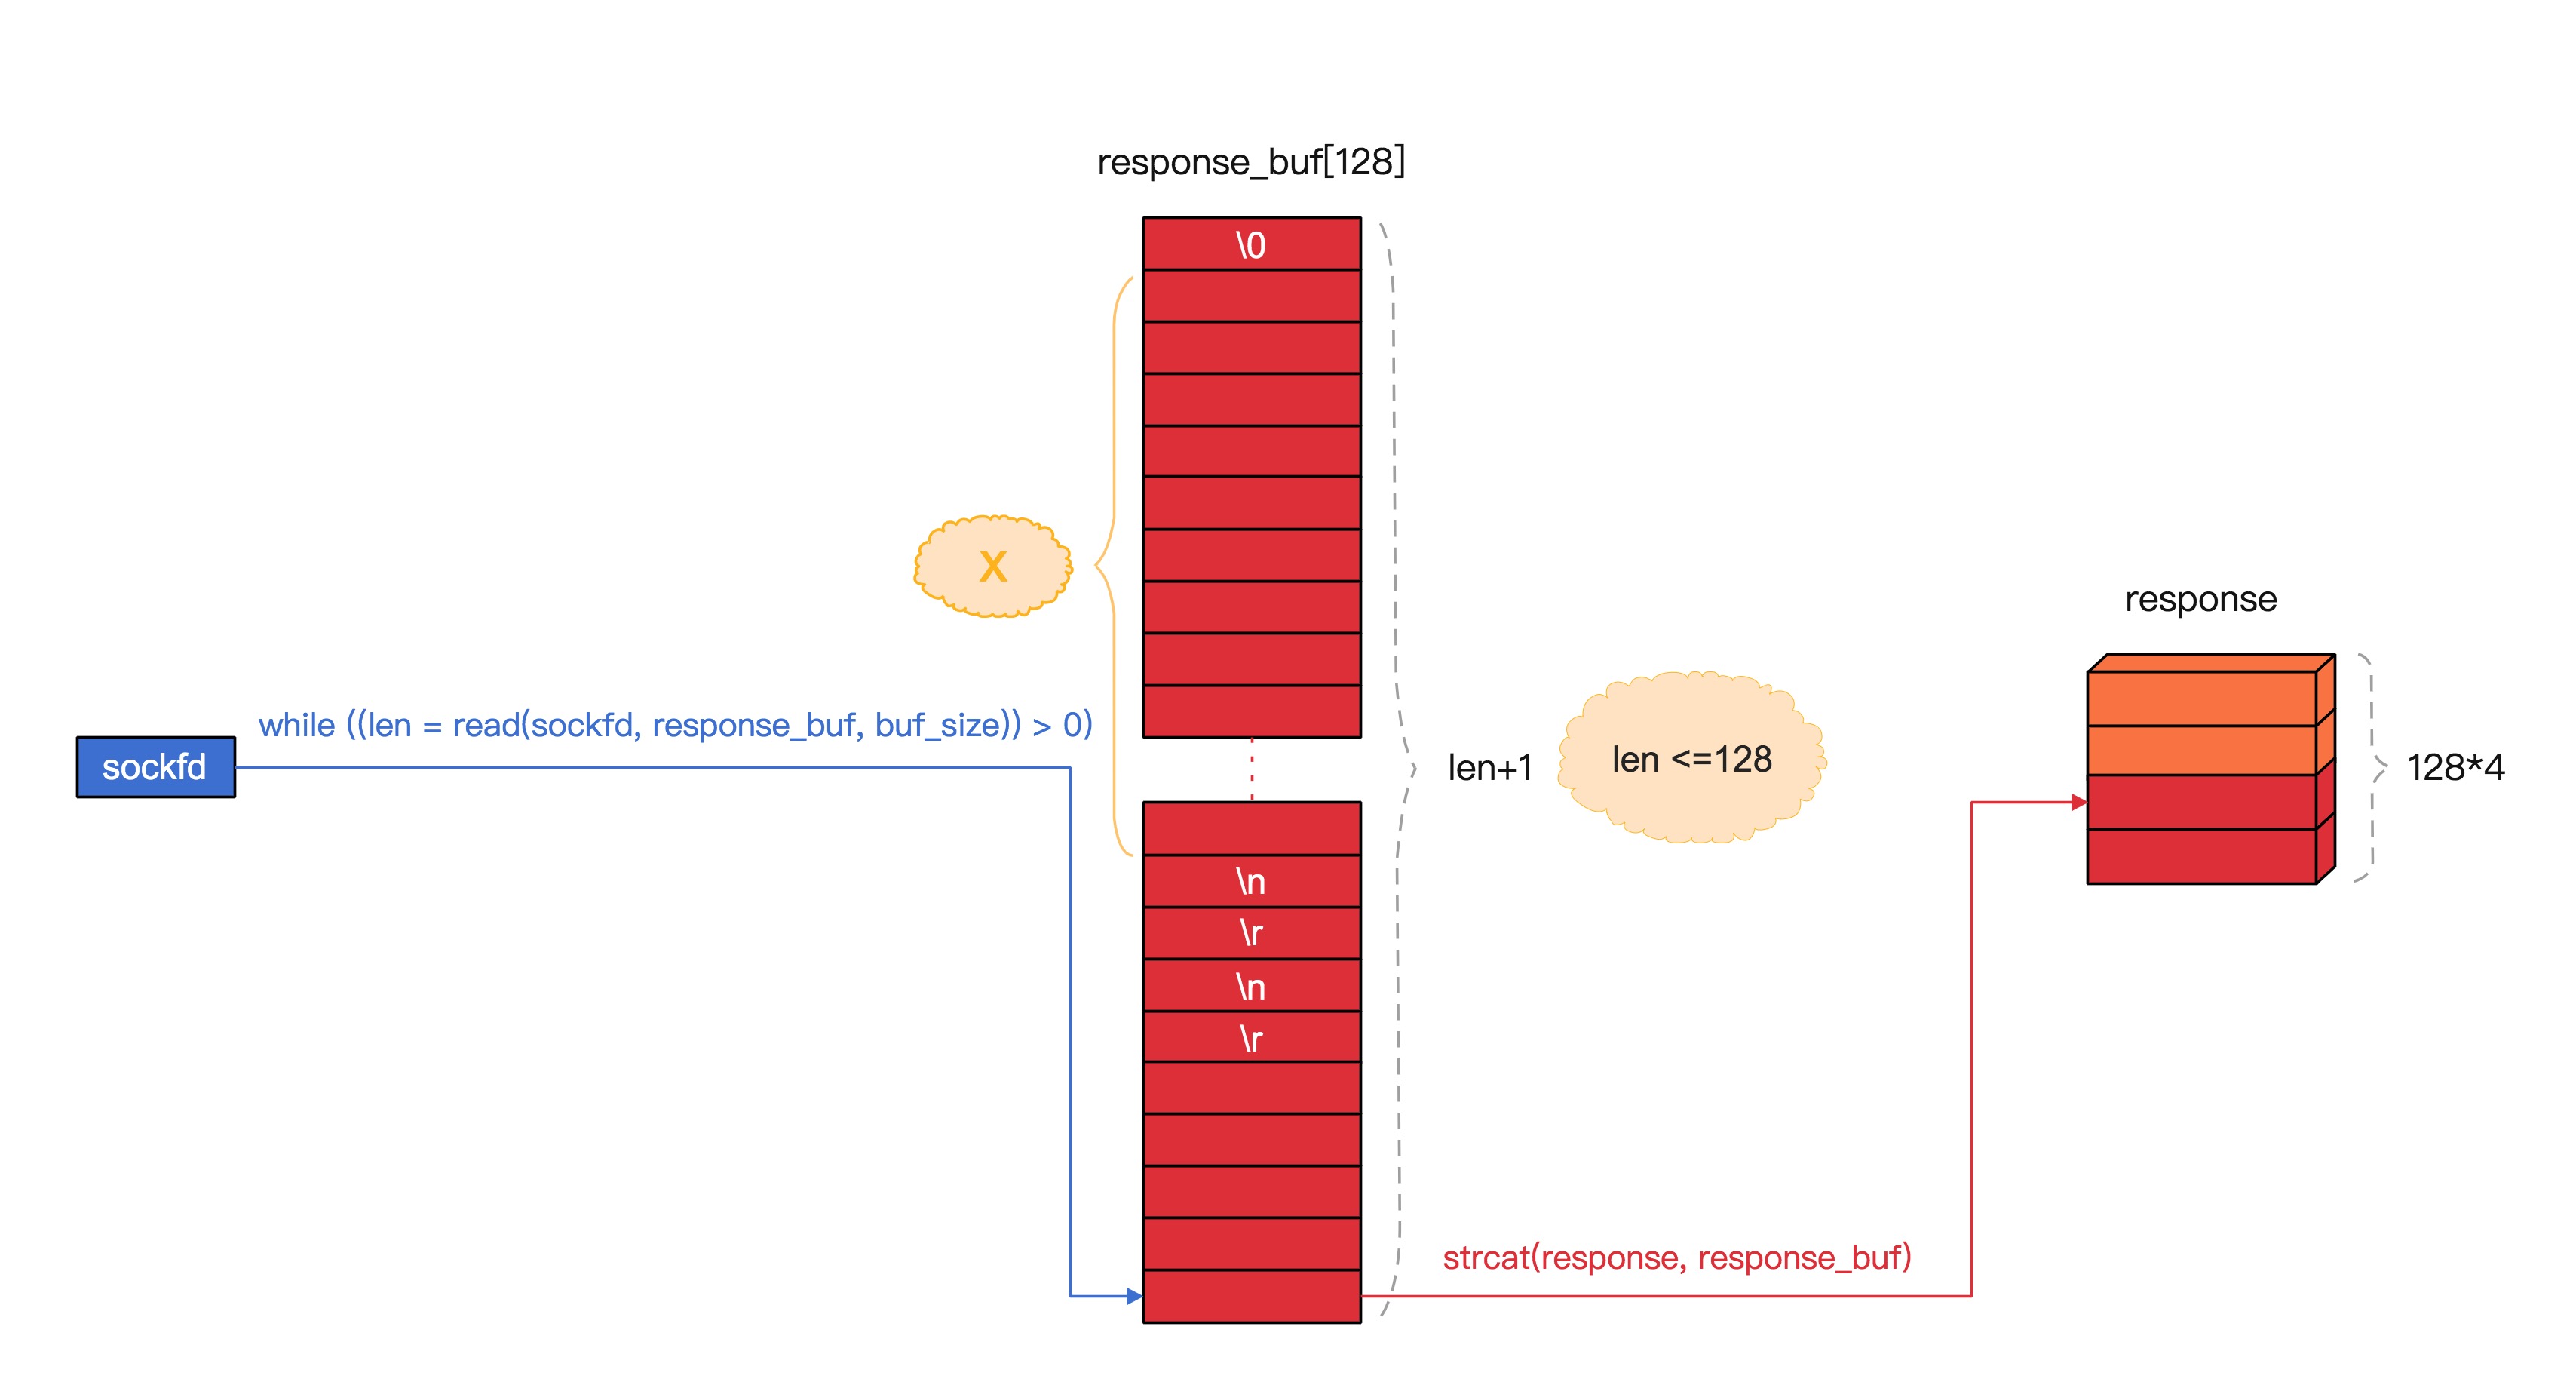 response_buf[128]
\0
X
response
while ((len = read(sockfd, response_buf, buf_size)) > 0)
sockfd
len+1
len <=128
128*4
\n
\r
\n
\r
strcat(response, response_buf)